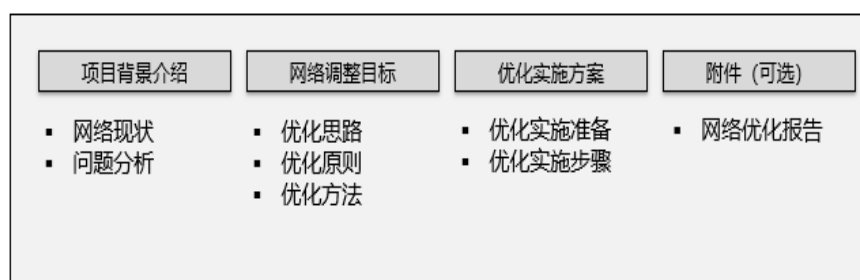 项目背景介绍
▪ 网络现状
▪ 问题分析
网络调整目标
▪ 优化思路
▪ 优化原则
▪ 优化方法
优化实施方案
▪ 优化实施准备
▪ 优化实施步骤
附件（可选）
▪ 网络优化报告